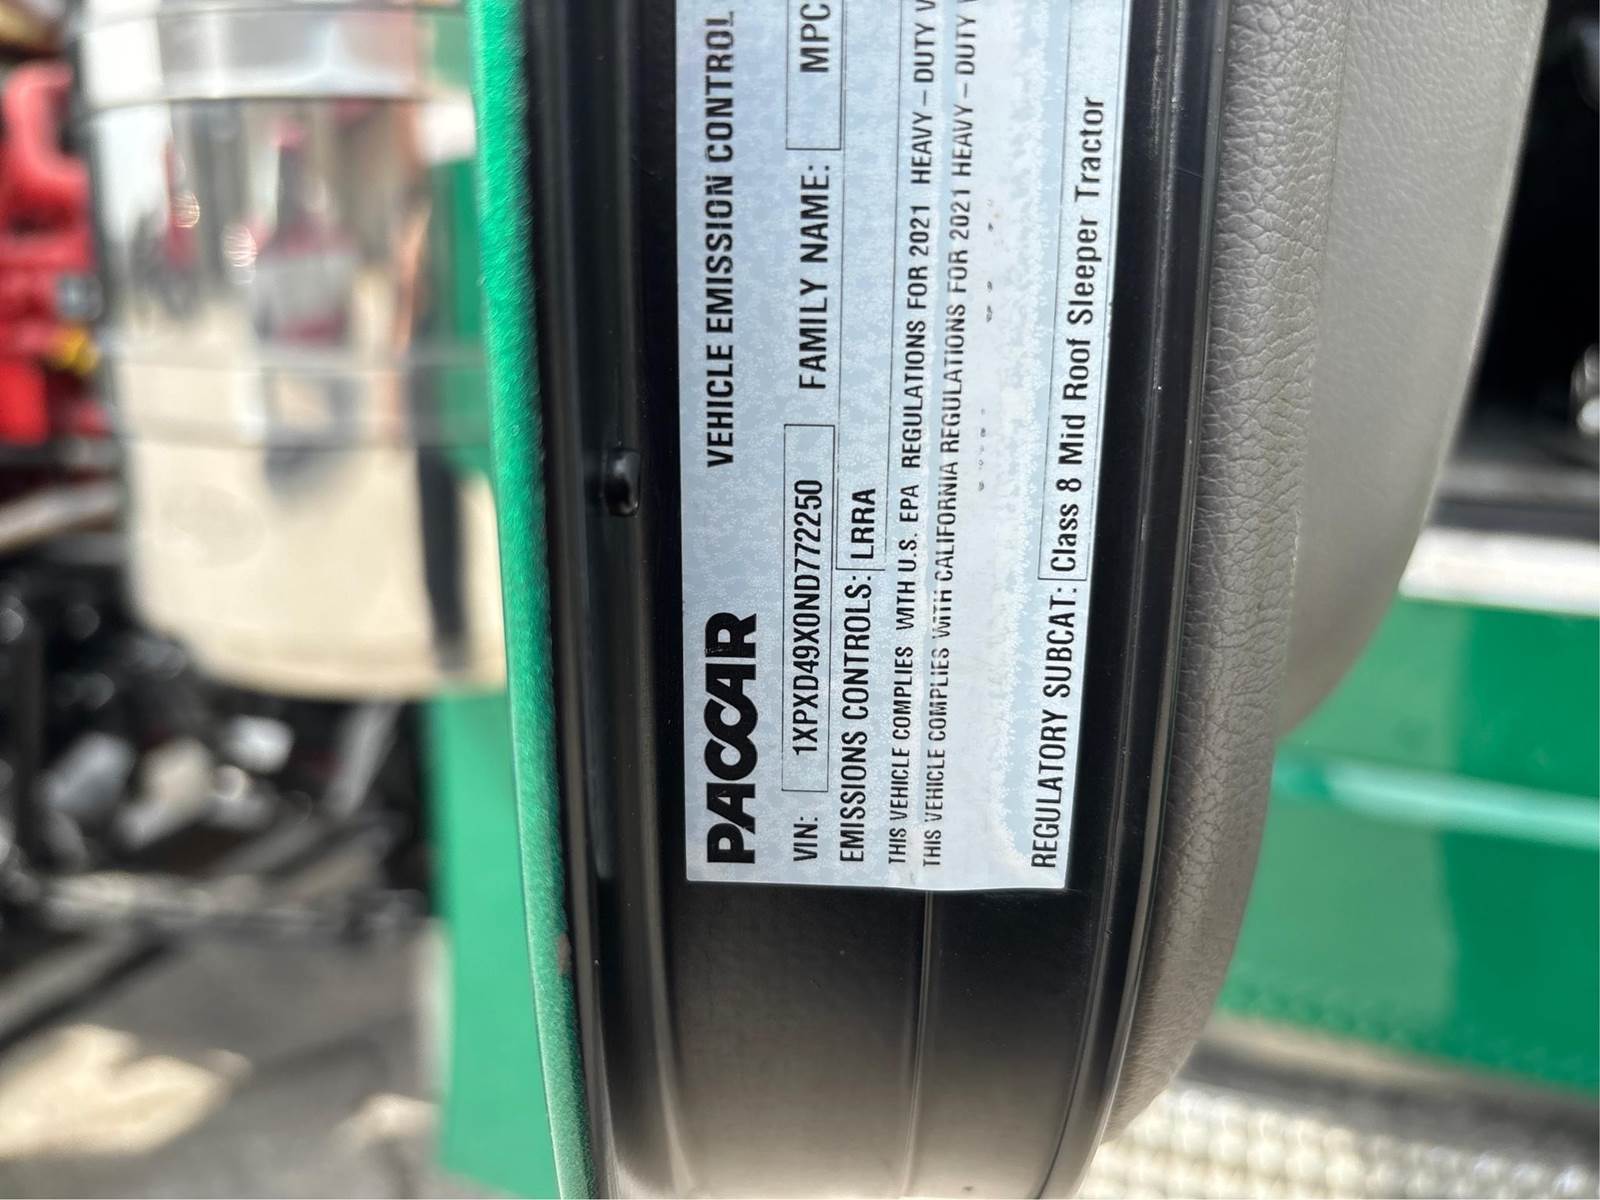 PACCAR VEHICLE EMISSION CONTROL
VIN: 1XPXD49X0ND772250 FAMILY NAME: MPC
EMISSIONS CONTROLS: LRRA
THIS VEHICLE COMPLIES WITH U.S. EPA REGULATIONS FOR 2021 HEAVY-DUTY V
THIS VEHICLE COMPLIES WITH CALIFORNIA REGULATIONS FOR 2021 HEAVY-DUTY
REGULATORY SUBCAT: Class 8 Mid Roof Sleeper Tractor